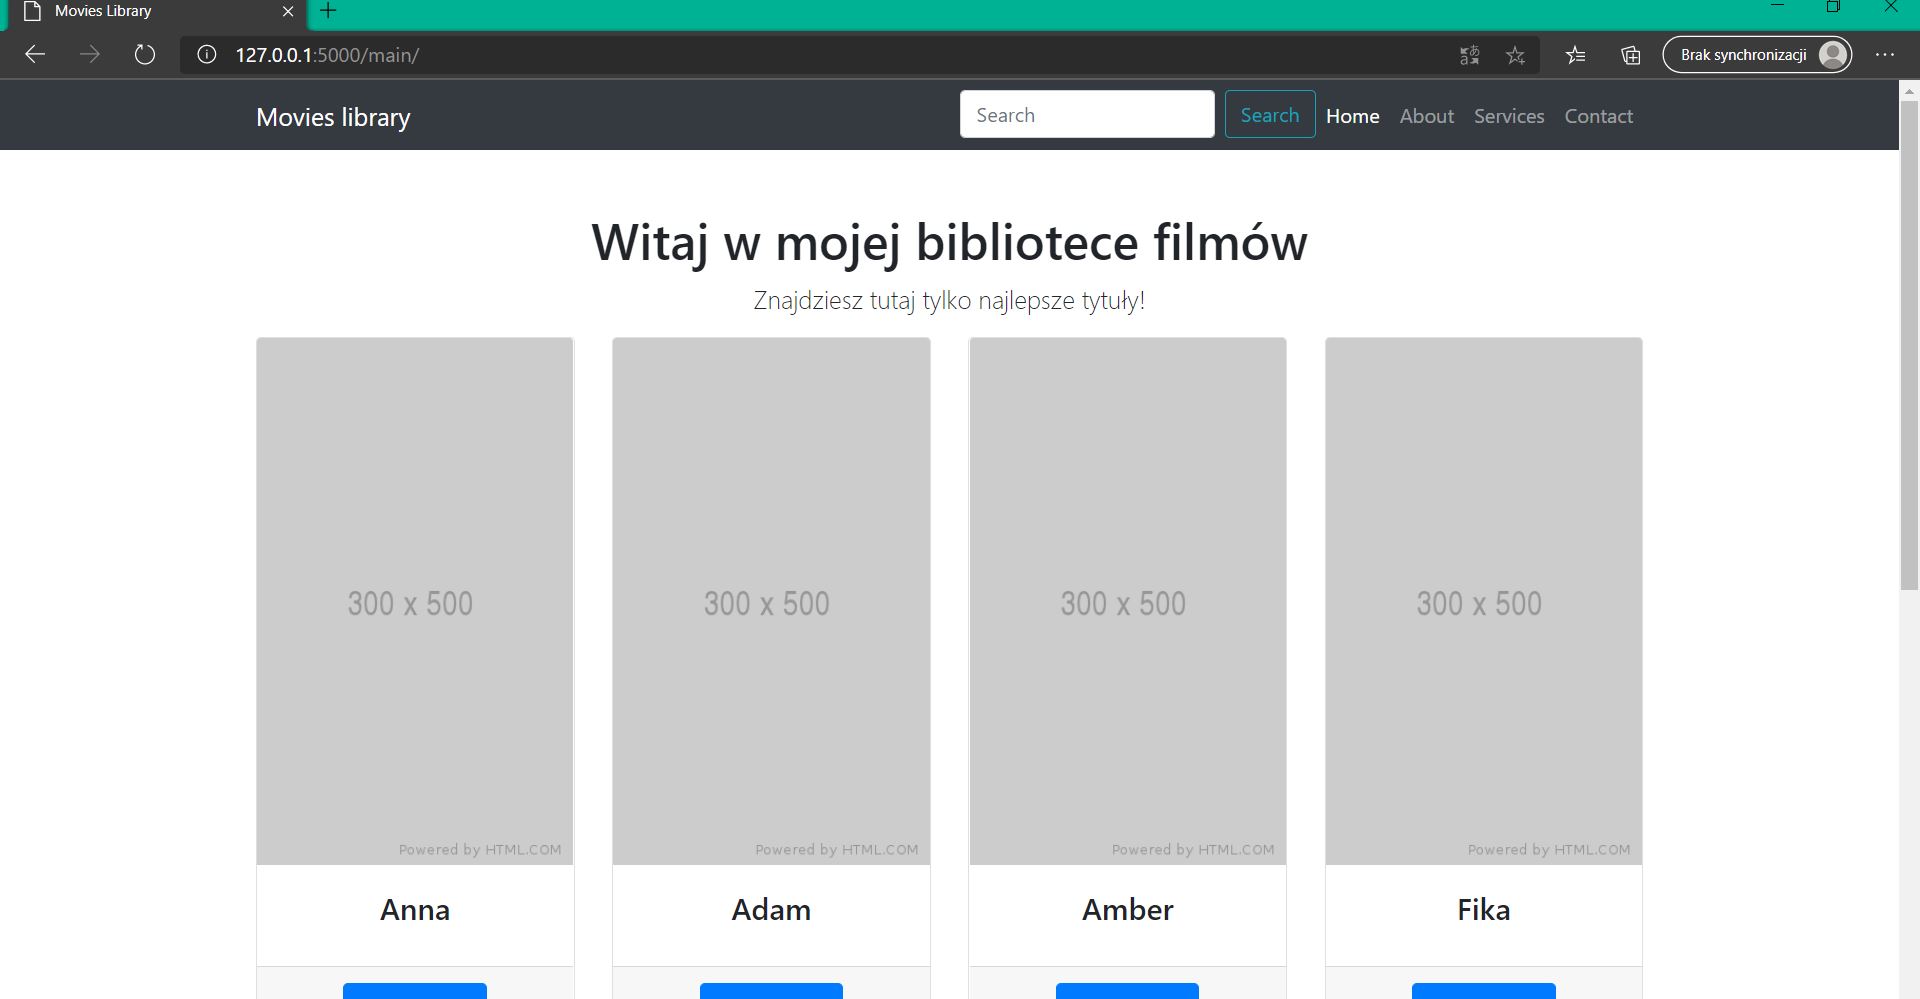 Movies Library
127.0.0.1:5000/main/
Brak synchronizacji
Movies library
Search
Search
Home
About
Services
Contact
Witaj w mojej bibliotece filmów
Znajdziesz tutaj tylko najlepsze tytuły!
300 x 500
300 x 500
300 x 500
300 x 500
Powered by HTML.COM
Powered by HTML.COM
Powered by HTML.COM
Powered by HTML.COM
Anna
Adam
Amber
Fika